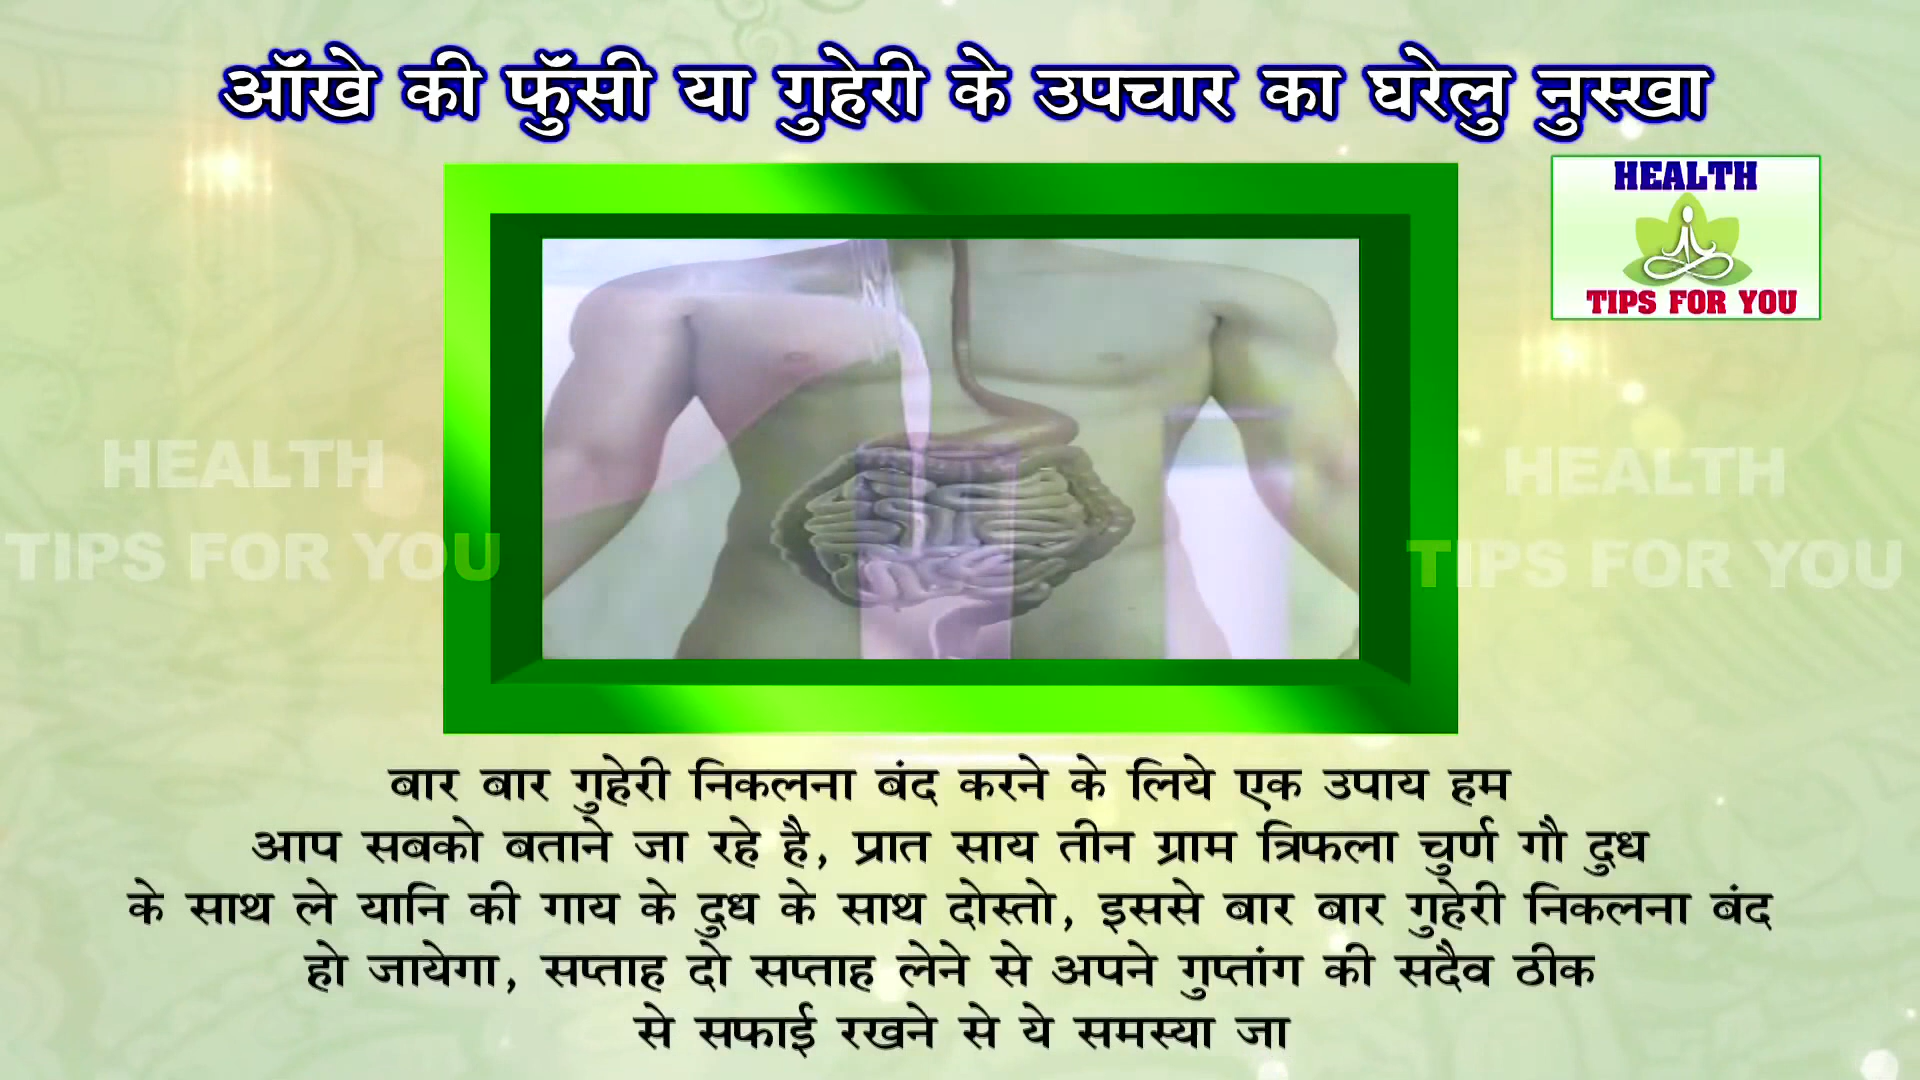 ऑंखे की फुँसी या गुहेरी के उपचार का घरेलु नुस्खा
HEALTH
TIPS FOR YOU
HEALTH
TIPS FOR YOU
HEALTH
TIPS FOR YOU
बार बार गुहेरी निकलना बंद करने के लिये एक उपाय हम
आप सबको बताने जा रहे है, प्रात साय तीन ग्राम त्रिफला चुर्ण गौ दुध
के साथ ले यानि की गाय के दुध के साथ दोस्तो, इससे बार बार गुहेरी निकलना बंद
हो जायेगा, सप्ताह दो सप्ताह लेने से अपने गुप्तांग की सदैव ठीक
से सफाई रखने से ये समस्या जा